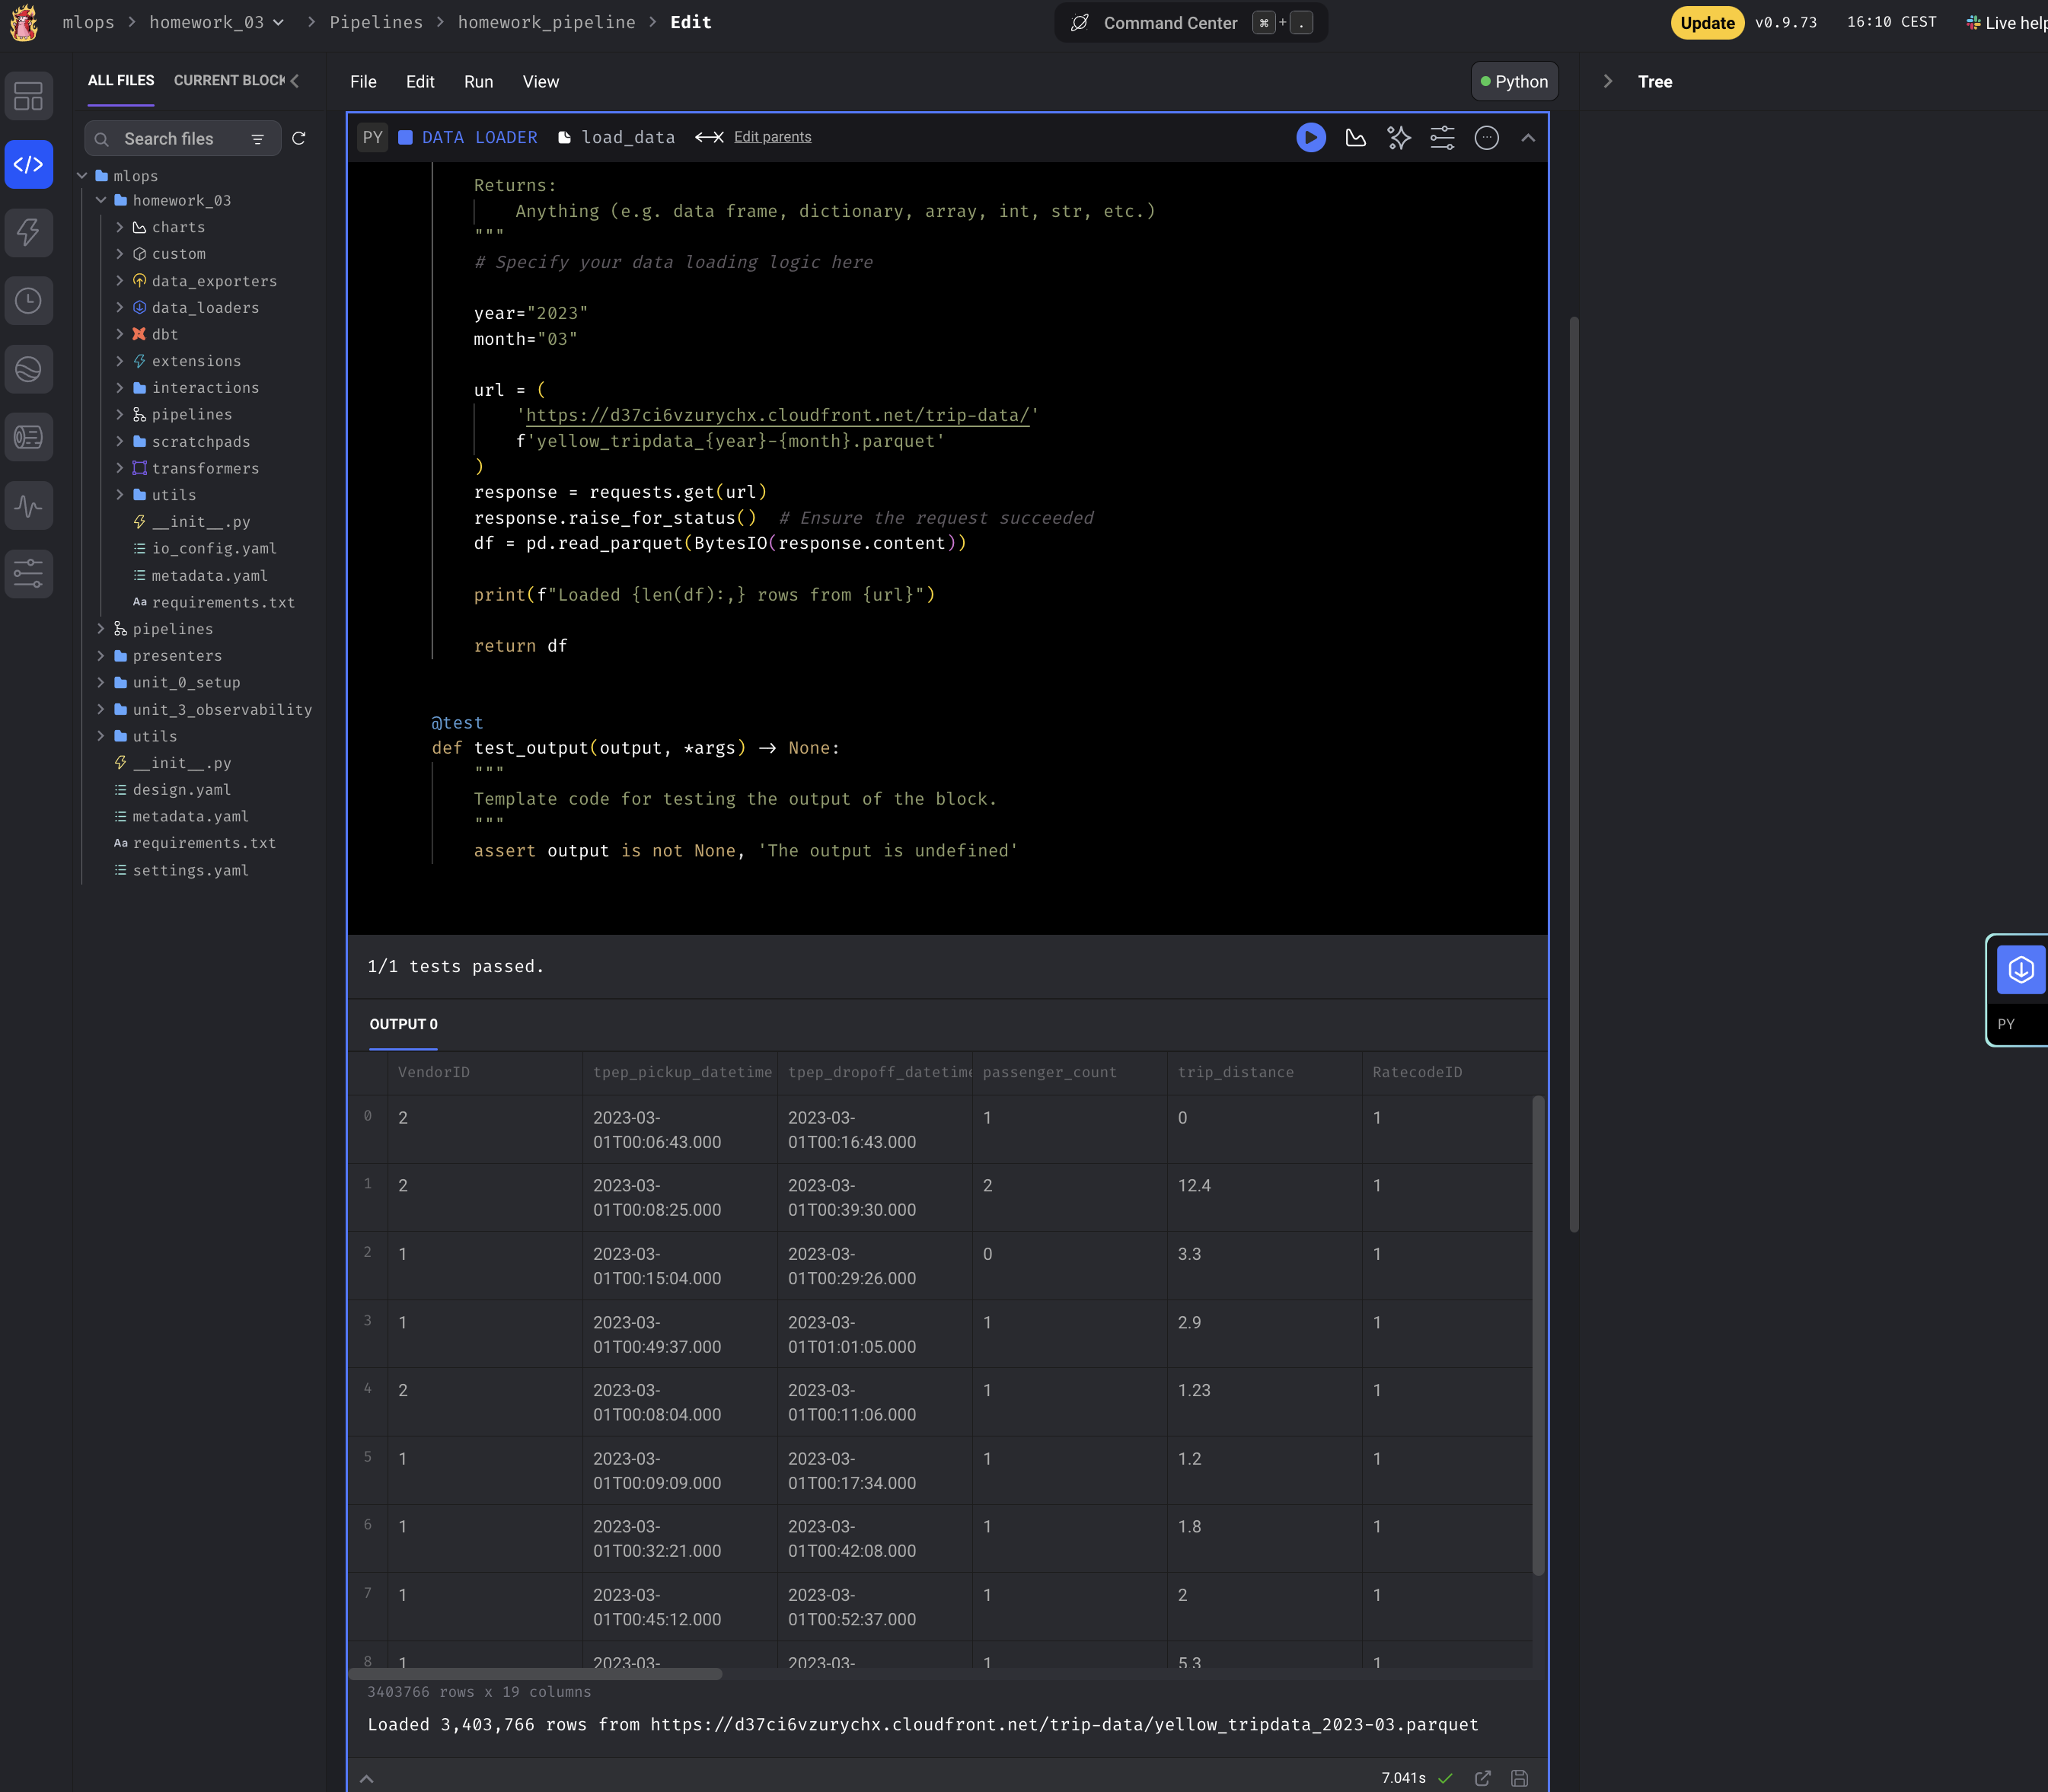 mlops > homework_03 > Pipelines > homework_pipeline > Edit
Command Center ⌘ + .
Update v0.9.73 16:10 CEST Live help
ALL FILES CURRENT BLOCK
File Edit Run View
Python
Tree
Search files
mlops
homework_03
charts
custom
data_exporters
data_loaders
dbt
extensions
interactions
pipelines
scratchpads
transformers
utils
__init__.py
io_config.yaml
metadata.yaml
Aa requirements.txt
pipelines
presenters
unit_0_setup
unit_3_observability
utils
__init__.py
design.yaml
metadata.yaml
Aa requirements.txt
settings.yaml
PY DATA LOADER load_data Edit parents
Returns:
Anything (e.g. data frame, dictionary, array, int, str, etc.)
"""
# Specify your data loading logic here
year="2023"
month="03"
url = (
'https://d37ci6vzurychx.cloudfront.net/trip-data/'
f'yellow_tripdata_{year}-{month}.parquet'
)
response = requests.get(url)
response.raise_for_status()  # Ensure the request succeeded
df = pd.read_parquet(BytesIO(response.content))
print(f"Loaded {len(df):,} rows from {url}")
return df
@test
def test_output(output, *args) -> None:
"""
Template code for testing the output of the block.
"""
assert output is not None, 'The output is undefined'
1/1 tests passed.
OUTPUT 0
VendorID tpep_pickup_datetime tpep_dropoff_datetime passenger_count trip_distance RatecodeID
0 2 2023-03-01T00:06:43.000 2023-03-01T00:16:43.000 1 0 1
1 2 2023-03-01T00:08:25.000 2023-03-01T00:39:30.000 2 12.4 1
2 1 2023-03-01T00:15:04.000 2023-03-01T00:29:26.000 0 3.3 1
3 1 2023-03-01T00:49:37.000 2023-03-01T01:01:05.000 1 2.9 1
4 2 2023-03-01T00:08:04.000 2023-03-01T00:11:06.000 1 1.23 1
5 1 2023-03-01T00:09:09.000 2023-03-01T00:17:34.000 1 1.2 1
6 1 2023-03-01T00:32:21.000 2023-03-01T00:42:08.000 1 1.8 1
7 1 2023-03-01T00:45:12.000 2023-03-01T00:52:37.000 1 2 1
8 1 2023-03- 2023-03- 1 5.3 1
3403766 rows x 19 columns
Loaded 3,403,766 rows from https://d37ci6vzurychx.cloudfront.net/trip-data/yellow_tripdata_2023-03.parquet
7.041s
PY